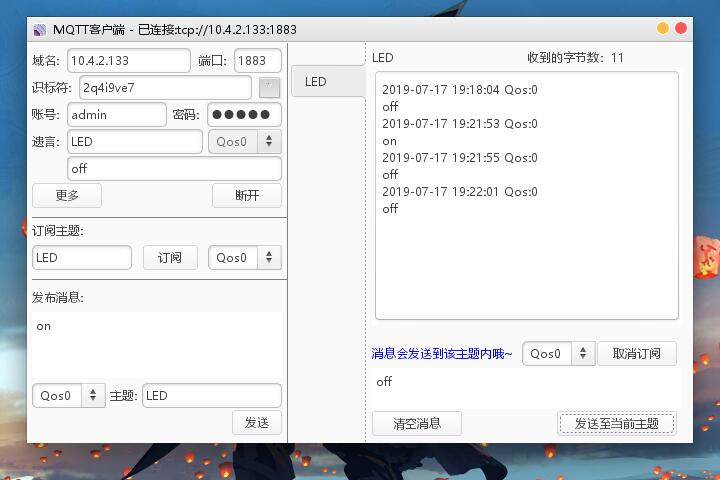 MQTT客户端 - 已连接:tcp://10.4.2.133:1883
域名: 10.4.2.133 端口: 1883
识标符: 2q4i9ve7
账号: admin 密码: ●●●●●
遗言: LED Qos0
off
更多 断开
订阅主题:
LED 订阅 Qos0
发布消息:
on
Qos0 主题: LED
发送
LED
LED 收到的字节数: 11
2019-07-17 19:18:04 Qos:0
off
2019-07-17 19:21:53 Qos:0
on
2019-07-17 19:21:55 Qos:0
off
2019-07-17 19:22:01 Qos:0
off
消息会发送到该主题内哦~ Qos0 取消订阅
off
清空消息 发送至当前主题